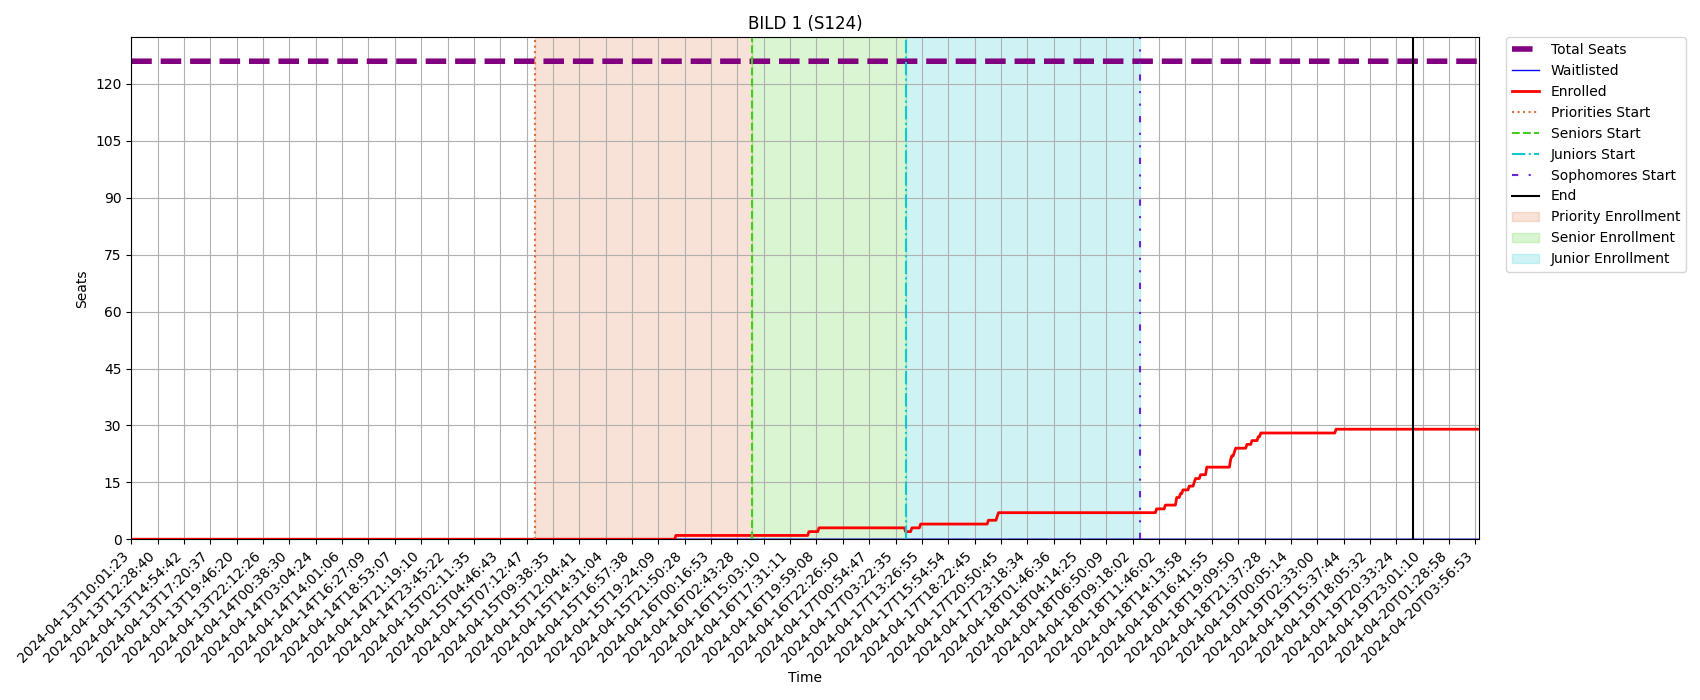 BILD 1 (S124)
Total Seats
Waitlisted
Enrolled
Priorities Start
Seniors Start
Juniors Start
Sophomores Start
End
Priority Enrollment
Senior Enrollment
Junior Enrollment
Seats
120
105
90
75
60
45
30
15
0
2024-04-13T10:01:23
2024-04-13T12:28:40
2024-04-13T14:54:42
2024-04-13T17:20:37
2024-04-13T19:46:20
2024-04-13T22:12:26
2024-04-14T00:38:30
2024-04-14T03:04:24
2024-04-14T14:01:06
2024-04-14T16:27:09
2024-04-14T18:53:07
2024-04-14T21:19:10
2024-04-14T23:45:22
2024-04-15T02:11:35
2024-04-15T04:46:43
2024-04-15T07:12:47
2024-04-15T09:38:35
2024-04-15T12:04:41
2024-04-15T14:31:04
2024-04-15T16:57:38
2024-04-15T19:24:09
2024-04-15T21:50:28
2024-04-16T00:16:53
2024-04-16T02:43:28
2024-04-16T15:03:10
2024-04-16T17:31:11
2024-04-16T19:59:08
2024-04-16T22:26:50
2024-04-17T00:54:47
2024-04-17T03:22:35
2024-04-17T13:26:55
2024-04-17T15:54:54
2024-04-17T18:22:45
2024-04-17T20:50:45
2024-04-17T23:18:34
2024-04-18T01:46:36
2024-04-18T04:14:25
2024-04-18T06:50:09
2024-04-18T09:18:02
2024-04-18T11:46:02
2024-04-18T14:13:58
2024-04-18T16:41:55
2024-04-18T19:09:50
2024-04-18T21:37:28
2024-04-19T00:05:14
2024-04-19T02:33:00
2024-04-19T15:37:44
2024-04-19T18:05:32
2024-04-19T20:33:24
2024-04-19T23:01:10
2024-04-20T01:28:58
2024-04-20T03:56:53
Time